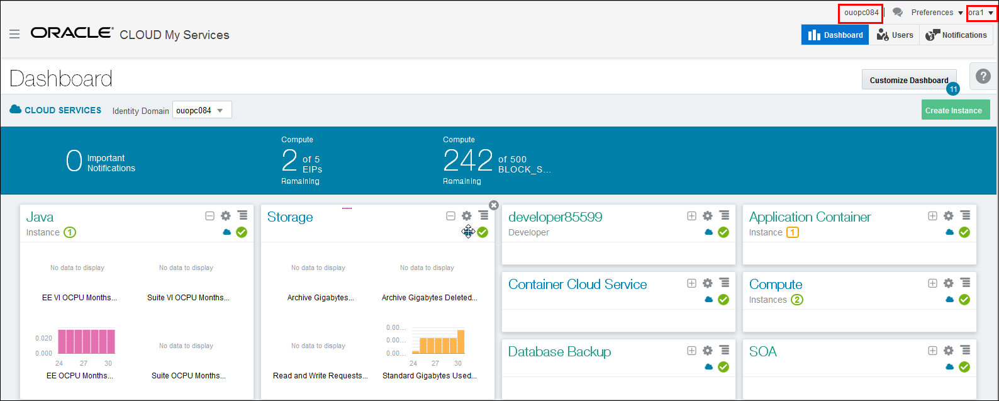 ouopc084 Preferences ora1
ORACLE® CLOUD My Services
Dashboard Users Notifications
Dashboard
Customize Dashboard
11
?
CLOUD SERVICES Identity Domain ouopc084
Create Instance
0 Important Notifications
Compute
2 of 5 EIPs
Remaining
Compute
242 of 500 BLOCK_S...
Remaining
Java
Instance 1
No data to display No data to display
EE VI OCPU Months... Suite VI OCPU Months...
0.020
0.000
24 27 30
No data to display
EE OCPU Months... Suite OCPU Months...
Storage
No data to display No data to display
Archive Gigabytes... Archive Gigabytes Deleted...
No data to display
0.00...
0.00...
0.00...
24 27 30
Read and Write Requests... Standard Gigabytes Used...
developer85599
Developer
Application Container
Instance 1
Container Cloud Service
Compute
Instances 2
Database Backup
SOA